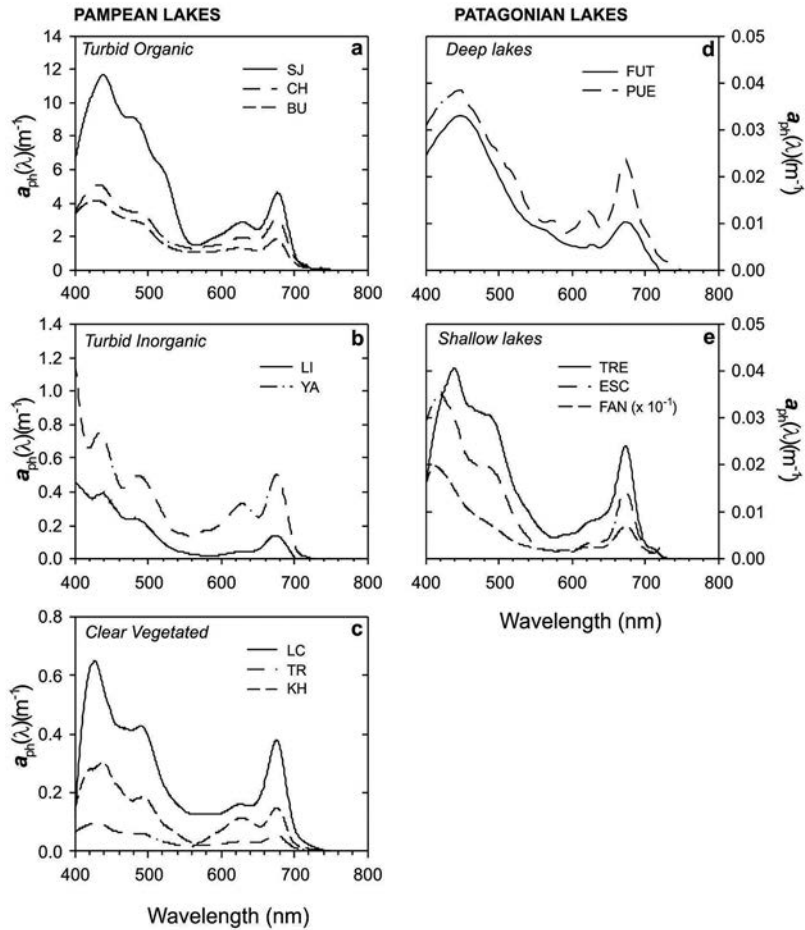 PAMPEAN LAKES
Turbid Organic
a
SJ
CH
BU
14
12
10
8
6
4
2
0
400 500 600 700 800
aph(λ)(m-1)
Turbid Inorganic
b
LI
YA
1.4
1.2
1.0
0.8
0.6
0.4
0.2
0.0
400 500 600 700 800
aph(λ)(m-1)
Clear Vegetated
c
LC
TR
KH
0.8
0.6
0.4
0.2
0.0
400 500 600 700 800
aph(λ)(m-1)
Wavelength (nm)
PATAGONIAN LAKES
Deep lakes
d
FUT
PUE
0.05
0.04
0.03
0.02
0.01
0.00
400 500 600 700 800
aph(λ)(m-1)
Shallow lakes
e
TRE
ESC
FAN (x 10-1)
0.05
0.04
0.03
0.02
0.01
0.00
400 500 600 700 800
aph(λ)(m-1)
Wavelength (nm)